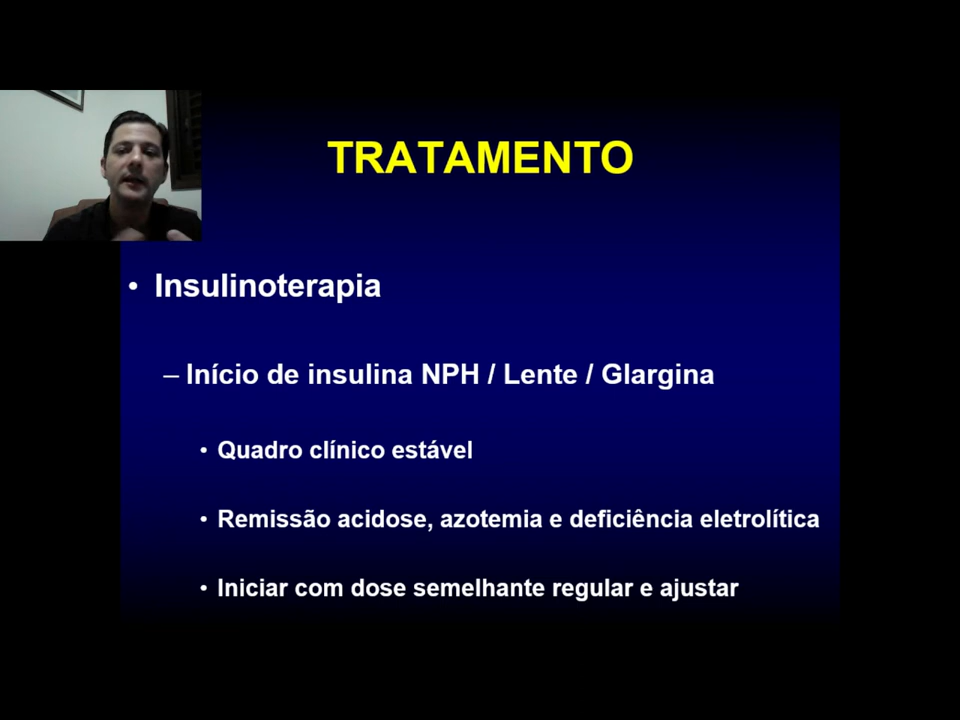 TRATAMENTO
• Insulinoterapia
– Início de insulina NPH / Lente / Glargina
• Quadro clínico estável
• Remissão acidose, azotemia e deficiência eletrolítica
• Iniciar com dose semelhante regular e ajustar